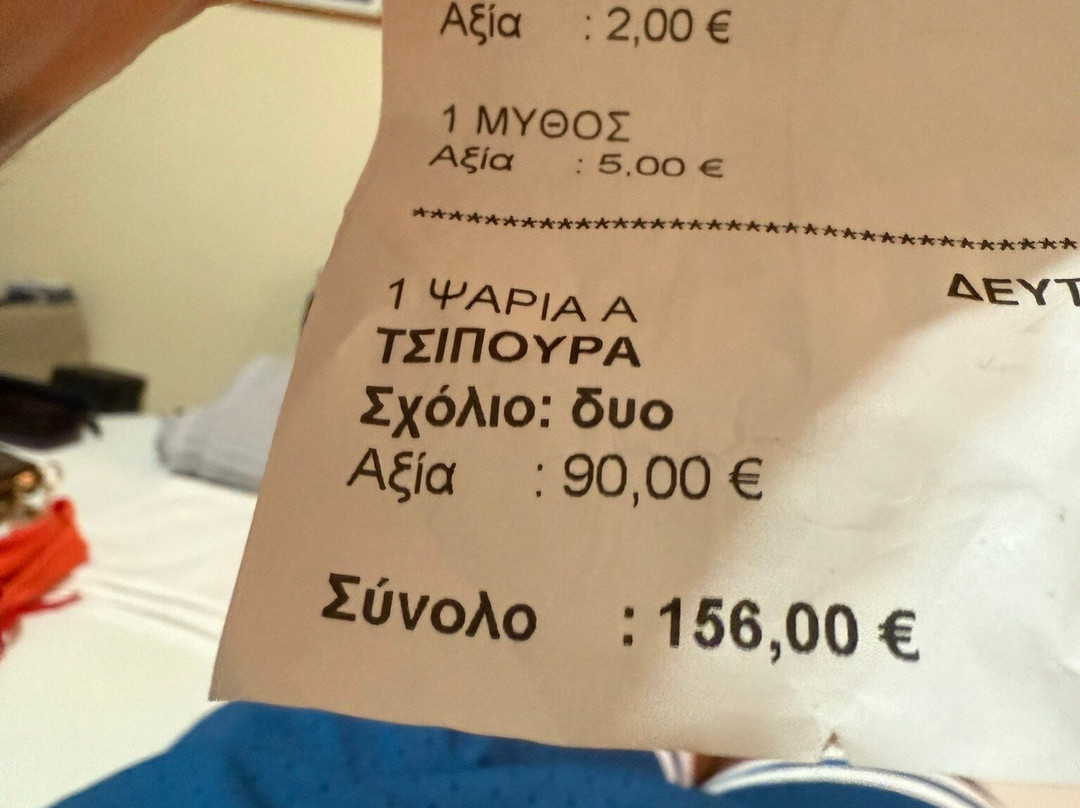 Αξία : 2,00 €
1 ΜΥΘΟΣ
Αξία : 5,00 €
*************************************
1 ΨΑΡΙΑ Α ΔΕΥΤ
ΤΣΙΠΟΥΡΑ
Σχόλιο: δυο
Αξία : 90,00 €
Σύνολο : 156,00 €